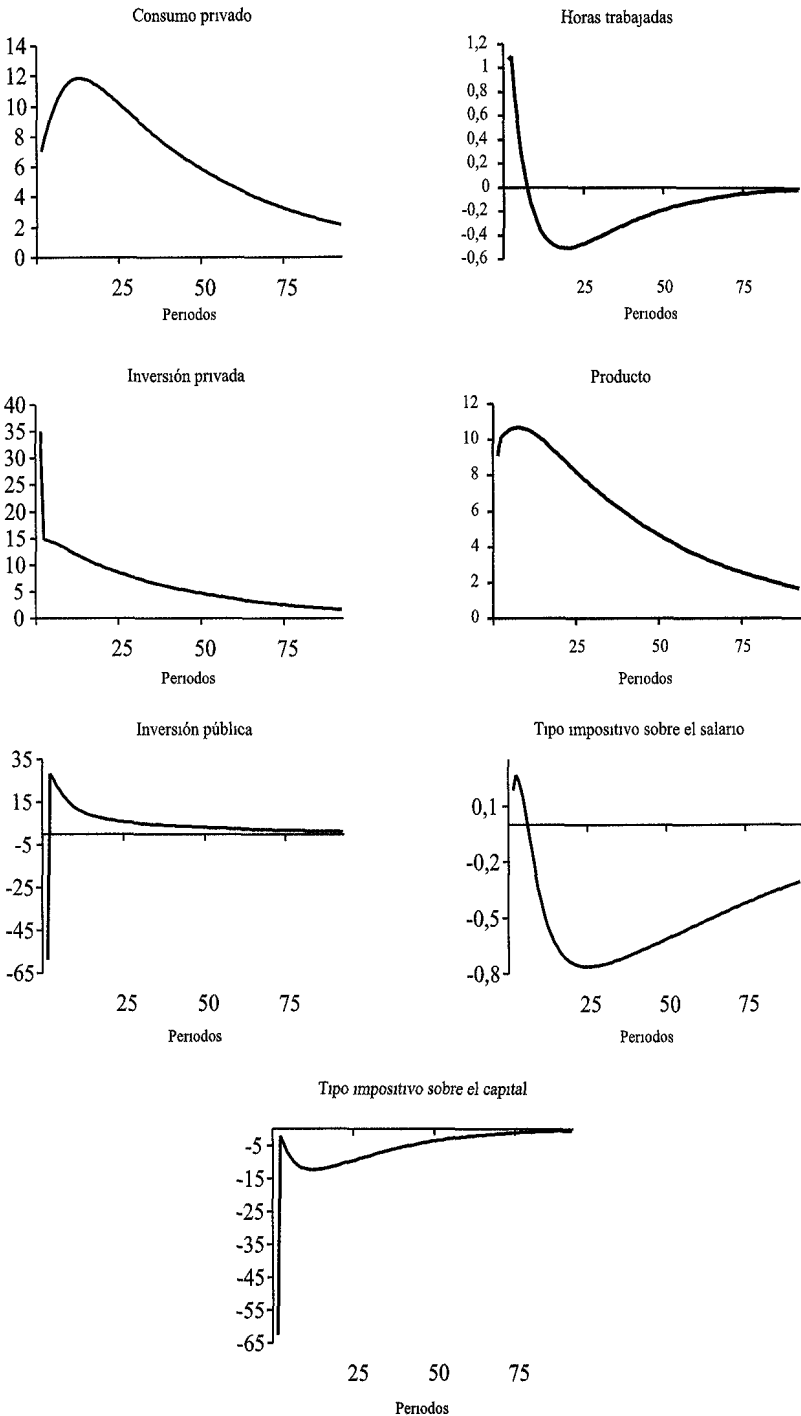 Consumo privado
14
12
10
8
6
4
2
0
25 50 75
Periodos
Horas trabajadas
1,2
1
0,8
0,6
0,4
0,2
0
-0,2
-0,4
-0,6
25 50 75
Periodos
Inversión privada
40
35
30
25
20
15
10
5
0
25 50 75
Periodos
Producto
12
10
8
6
4
2
0
25 50 75
Periodos
Inversión pública
35
15
-5
-25
-45
-65
25 50 75
Periodos
Tipo impositivo sobre el salario
0,1
-0,2
-0,5
-0,8
25 50 75
Periodos
Tipo impositivo sobre el capital
-5
-15
-25
-35
-45
-55
-65
25 50 75
Periodos